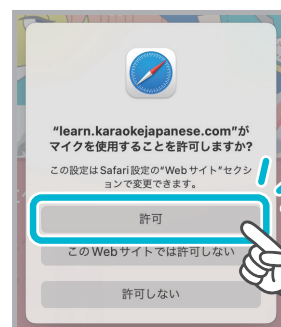 “learn.karaokejapanese.com”が
マイクを使用することを許可しますか?
この設定はSafari設定の“Webサイト”セクシ
ョンで変更できます。
許可
このWebサイトでは許可しない
許可しない